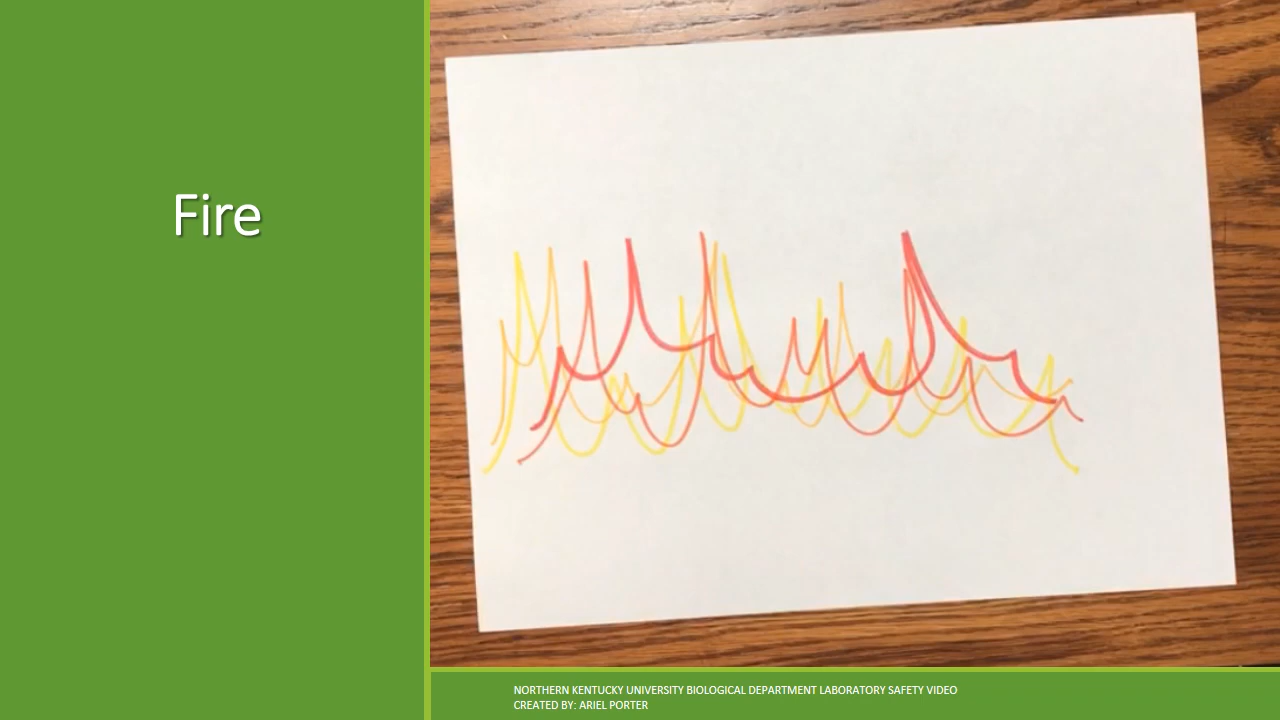 Fire
NORTHERN KENTUCKY UNIVERSITY BIOLOGICAL DEPARTMENT LABORATORY SAFETY VIDEO
CREATED BY: ARIEL PORTER